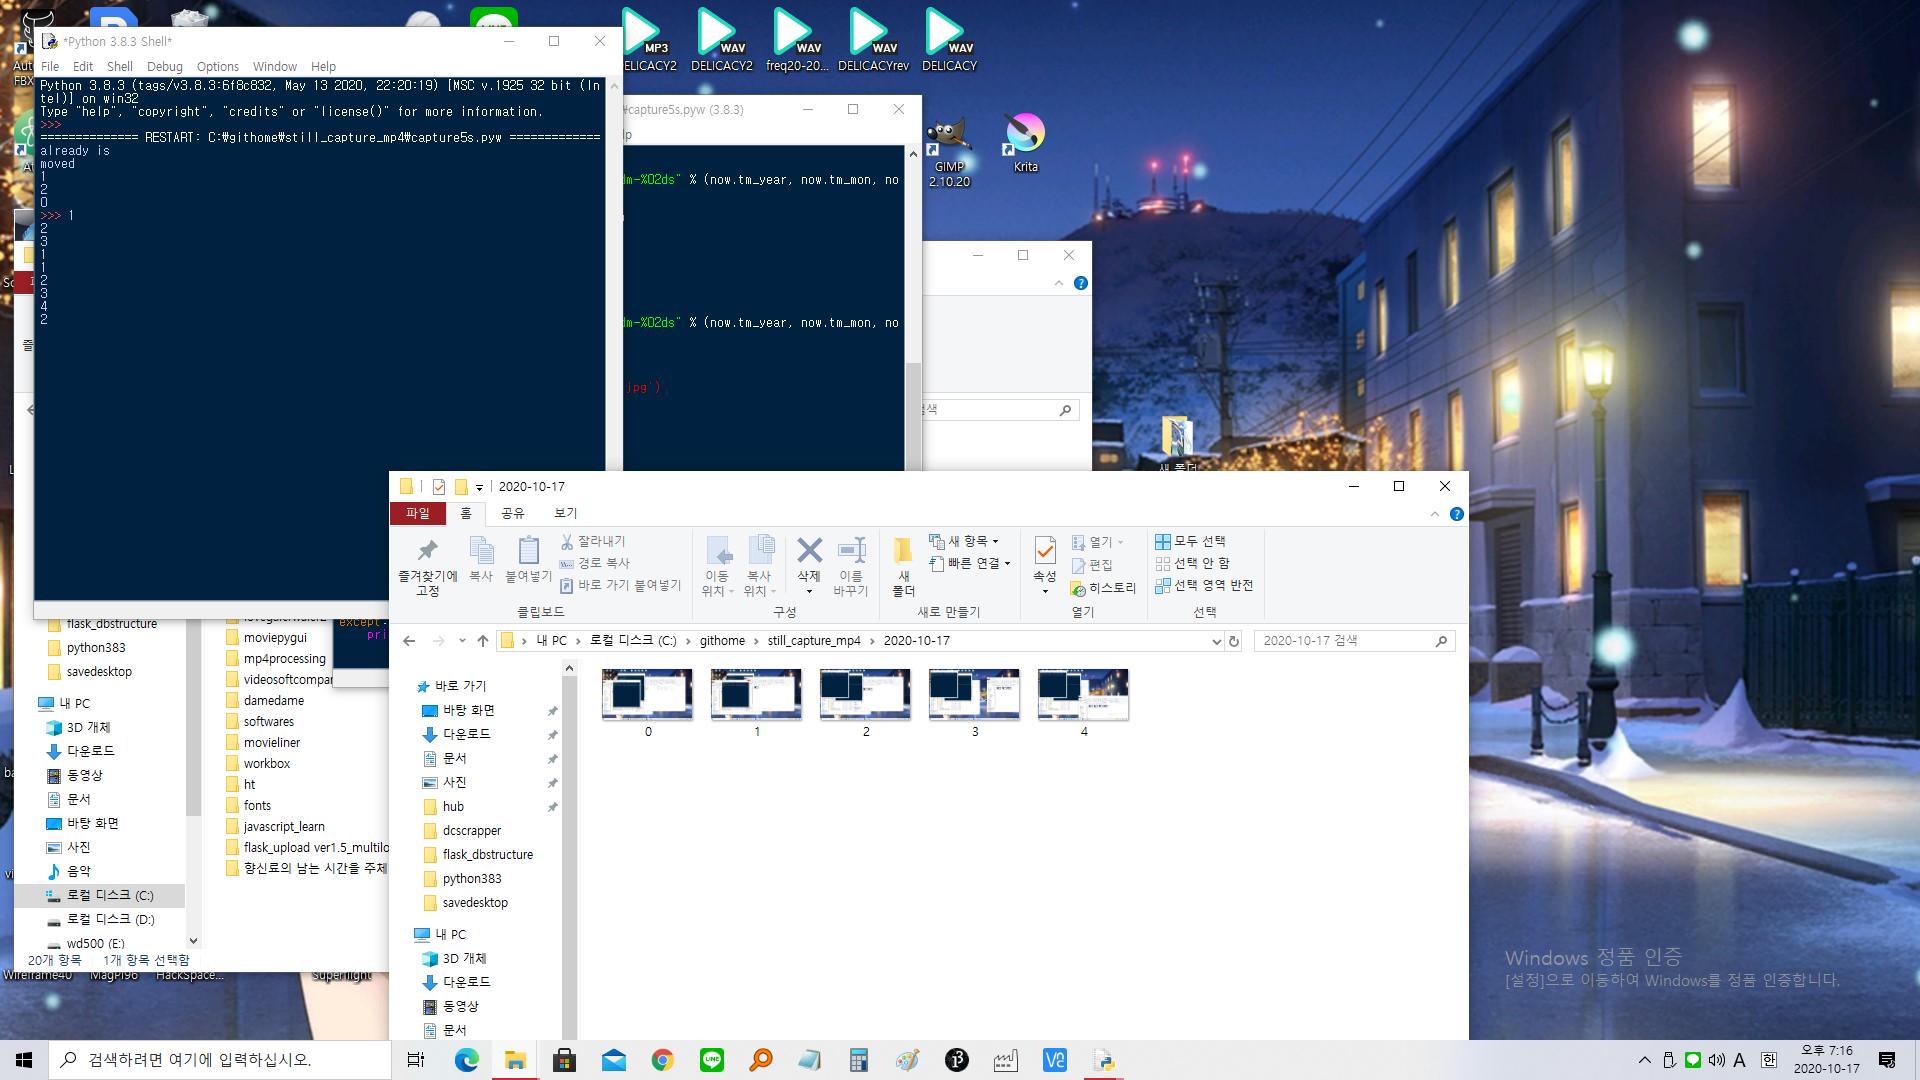 *Python 3.8.3 Shell*
File Edit Shell Debug Options Window Help
Python 3.8.3 (tags/v3.8.3:6f8c832, May 13 2020, 22:20:19) [MSC v.1925 32 bit (In
tel)] on win32
Type "help", "copyright", "credits" or "license()" for more information.
>>>
============== RESTART: C:₩githome₩still_capture_mp4₩capture5s.pyw =============
already is
moved
1
2
0
>>> 1
2
3
1
1
2
3
4
2
MP3
WAV
WAV
WAV
WAV
ELICACY2
DELICACY2
freq20-20...
DELICACYrev
DELICACY
₩capture5s.pyw (3.8.3)
dm-%02ds" % (now.tm_year, now.tm_mon, no
dm-%02ds" % (now.tm_year, now.tm_mon, no
jpg')
GIMP
2.10.20
Krita
검색
새 폴더
2020-10-17
파일 홈 공유 보기
즐겨찾기에
고정
복사
붙여넣기
잘라내기
경로 복사
바로 가기 붙여넣기
클립보드
이동
위치
복사
위치
삭제
이름
바꾸기
구성
새
폴더
새 항목
빠른 연결
새로 만들기
속성
열기
편집
히스토리
열기
모두 선택
선택 안 함
선택 영역 반전
선택
내 PC > 로컬 디스크 (C:) > githome > still_capture_mp4 > 2020-10-17
2020-10-17 검색
바로 가기
바탕 화면
다운로드
문서
사진
hub
dcscrapper
flask_dbstructure
python383
savedesktop
내 PC
3D 개체
다운로드
동영상
문서
0 1 2 3 4
flask_dbstructure
python383
savedesktop
내 PC
3D 개체
다운로드
동영상
문서
바탕 화면
사진
음악
로컬 디스크 (C:)
로컬 디스크 (D:)
wd500 (E:)
20개 항목 1개 항목 선택함
moviepygui
mp4processing
videosoftcompar
damedame
softwares
movieliner
workbox
ht
fonts
javascript_learn
flask_upload ver1.5_multilo
향신료의 남는 시간을 주체
except
pri
Wireframe40
MagPi96
HackSpace...
Superflight
Windows 정품 인증
[설정]으로 이동하여 Windows를 정품 인증합니다.
검색하려면 여기에 입력하십시오.
A
한
오후 7:16
2020-10-17